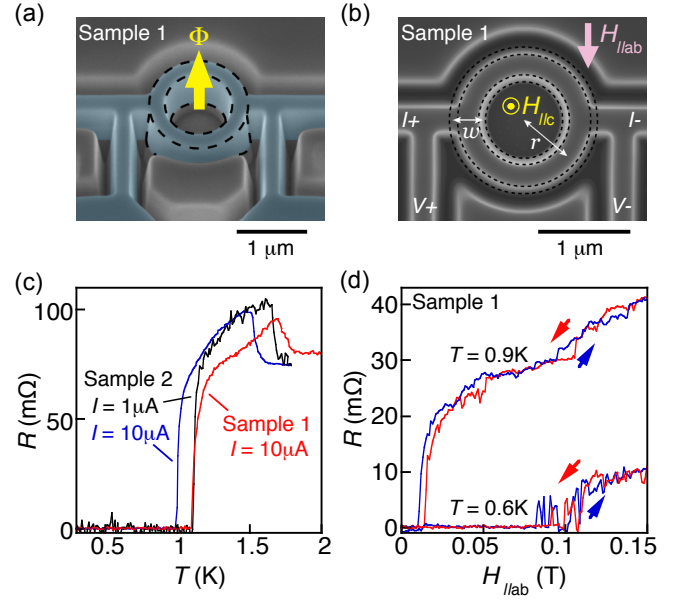 (a)
Sample 1
Φ
1 μm
(b)
Sample 1
H//ab
H//c
I+
I-
w
r
V+
V-
1 μm
(c)
100
50
0
R (mΩ)
Sample 2
I = 1μA
I = 10μA
Sample 1
I = 10μA
0.5
1
1.5
2
T (K)
(d)
Sample 1
40
30
20
10
0
R (mΩ)
T = 0.9K
T = 0.6K
0
0.05
0.1
0.15
H//ab (T)